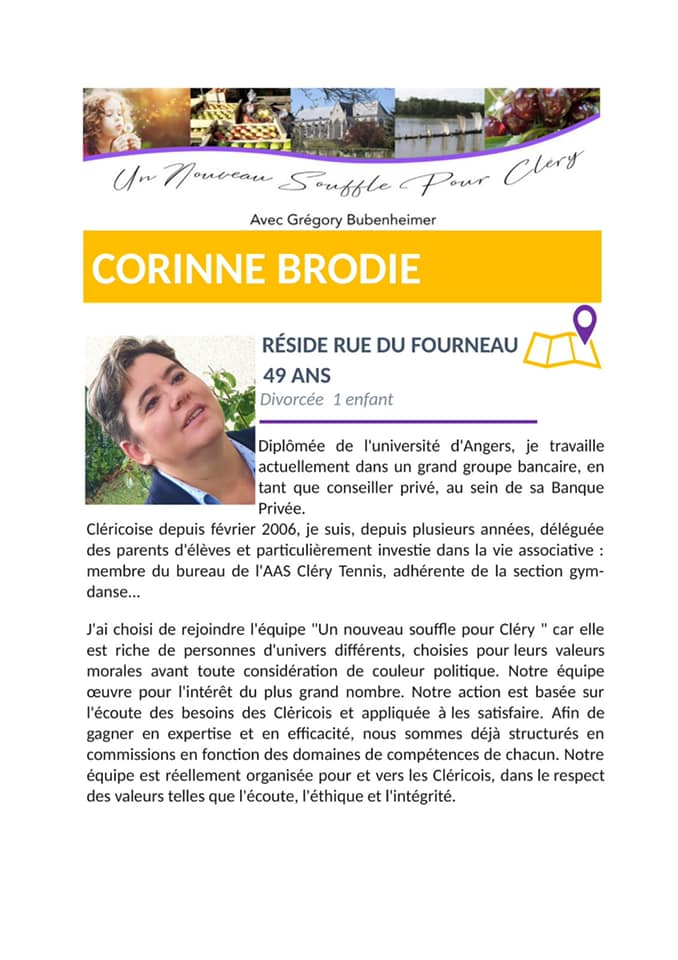 Un Nouveau Souffle Pour Cléry
Avec Grégory Bubenheimer
CORINNE BRODIE
RÉSIDE RUE DU FOURNEAU
49 ANS
Divorcée 1 enfant
Diplômée de l'université d'Angers, je travaille
actuellement dans un grand groupe bancaire, en
tant que conseiller privé, au sein de sa Banque
Privée.
Cléricoise depuis février 2006, je suis, depuis plusieurs années, déléguée
des parents d'élèves et particulièrement investie dans la vie associative :
membre du bureau de l'AAS Cléry Tennis, adhérente de la section gym-
danse...
J'ai choisi de rejoindre l'équipe "Un nouveau souffle pour Cléry " car elle
est riche de personnes d'univers différents, choisies pour leurs valeurs
morales avant toute considération de couleur politique. Notre équipe
œuvre pour l'intérêt du plus grand nombre. Notre action est basée sur
l'écoute des besoins des Cléricois et appliquée à les satisfaire. Afin de
gagner en expertise et en efficacité, nous sommes déjà structurés en
commissions en fonction des domaines de compétences de chacun. Notre
équipe est réellement organisée pour et vers les Cléricois, dans le respect
des valeurs telles que l'écoute, l'éthique et l'intégrité.